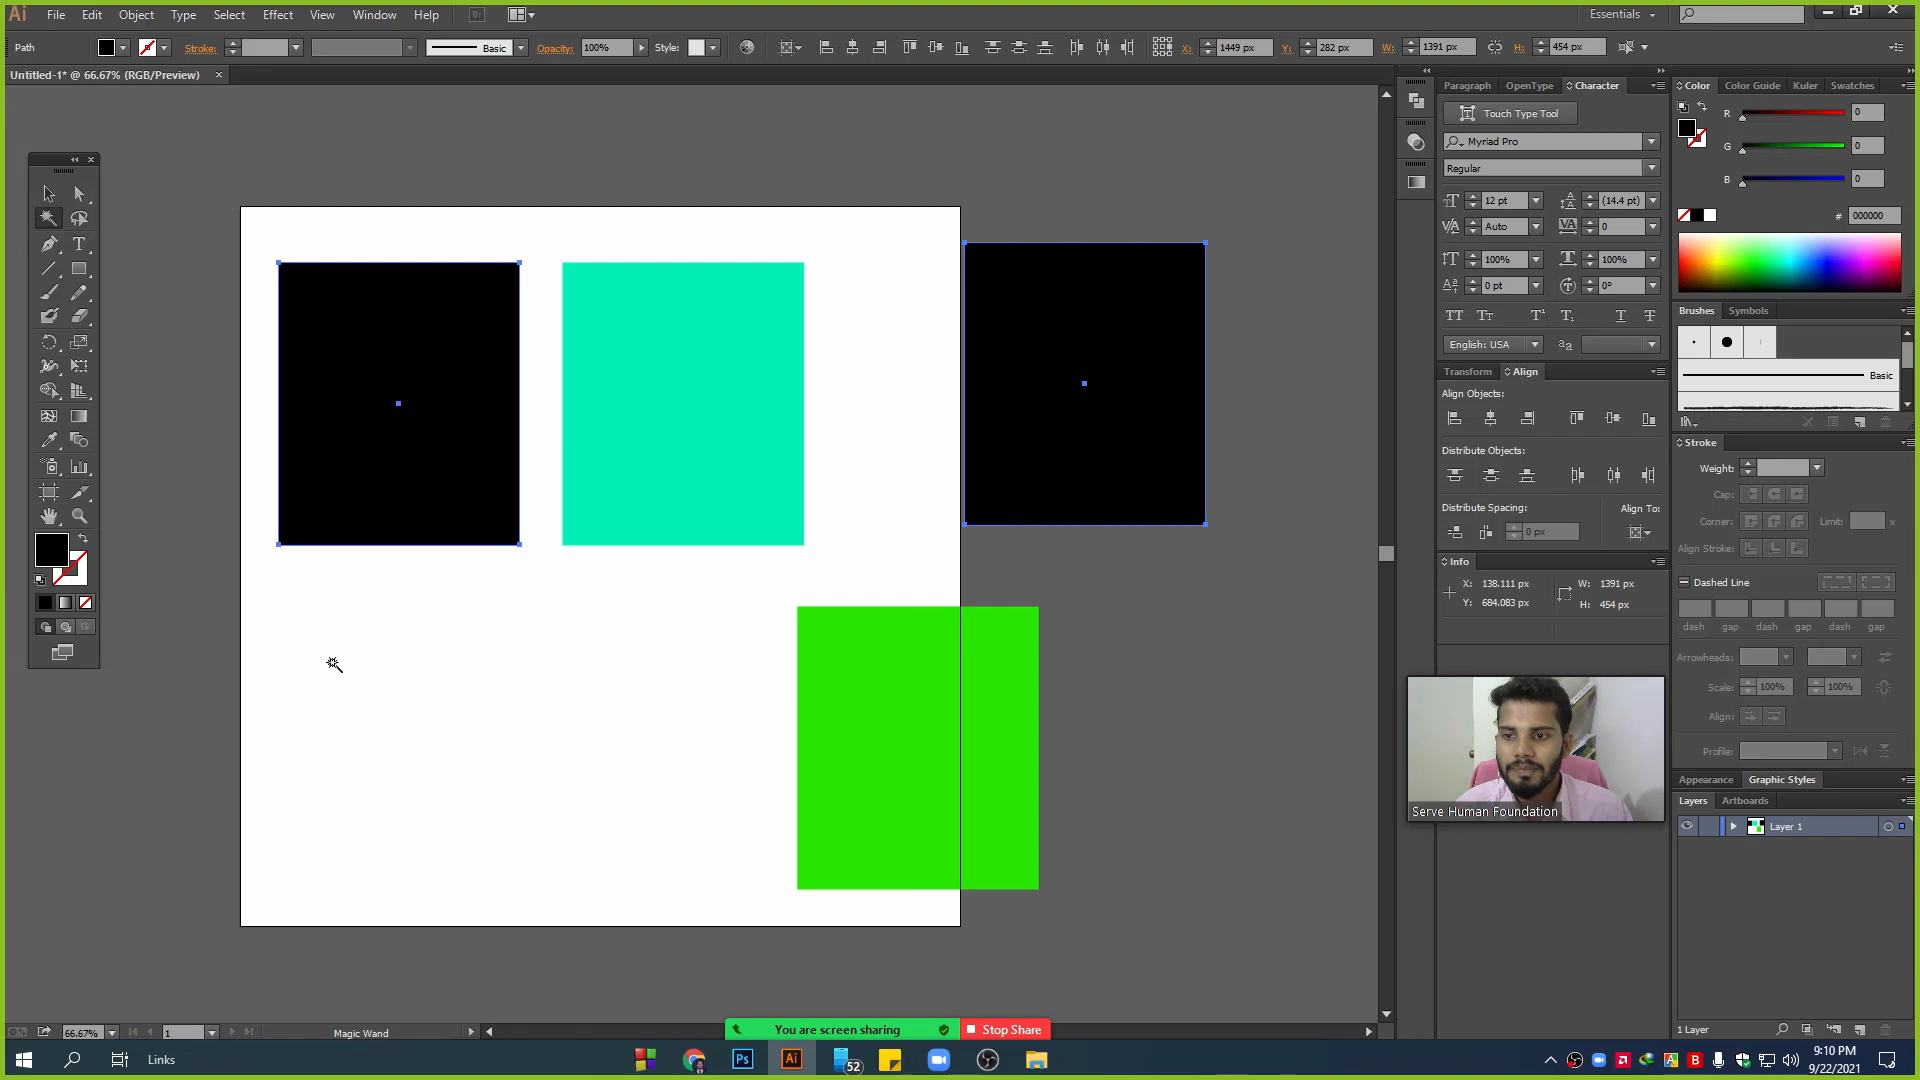 Ai File Edit Object Type Select Effect View Window Help Br Essentials
Path Stroke: Basic Opacity: 100% Style: X: 1449 px Y: 282 px W: 1391 px H: 454 px
Untitled-1* @ 66.67% (RGB/Preview)
Paragraph OpenType Character
Touch Type Tool
Myriad Pro
Regular
12 pt (14.4 pt)
Auto 0
100% 100%
0 pt 0°
English: USA
Transform Align
Align Objects:
Distribute Objects:
Distribute Spacing: Align To:
0 px
Info
X: 138.111 px W: 1391 px
Y: 684.083 px H: 454 px
Color Color Guide Kuler Swatches
R 0
G 0
B 0
# 000000
Brushes Symbols
Basic
Stroke
Weight:
Cap:
Corner: Limit: x
Align Stroke:
Dashed Line
dash gap dash gap dash gap
Arrowheads:
Scale: 100% 100%
Align:
Profile:
Appearance Graphic Styles
Layers Artboards
Layer 1
1 Layer
Serve Human Foundation
66.67% 1 Magic Wand
You are screen sharing Stop Share
Links Ps Ai 52
9:10 PM
9/22/2021